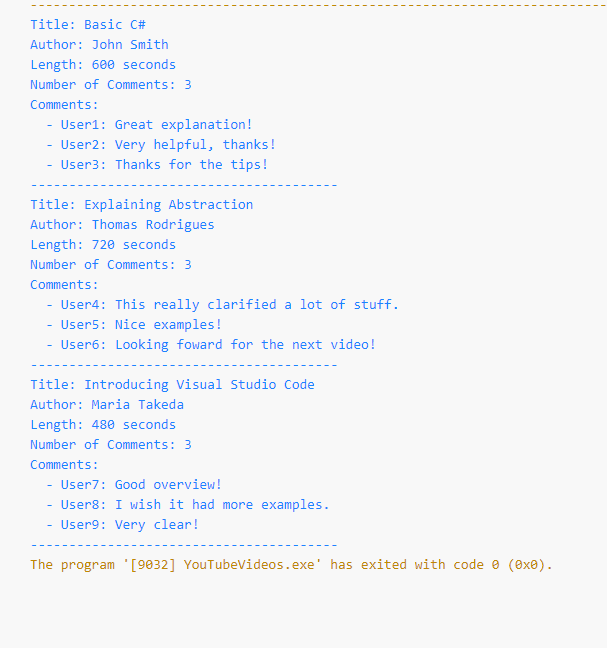 --------------------------------------------------------------------------
Title: Basic C#
Author: John Smith
Length: 600 seconds
Number of Comments: 3
Comments:
  - User1: Great explanation!
  - User2: Very helpful, thanks!
  - User3: Thanks for the tips!
----------------------------------------
Title: Explaining Abstraction
Author: Thomas Rodrigues
Length: 720 seconds
Number of Comments: 3
Comments:
  - User4: This really clarified a lot of stuff.
  - User5: Nice examples!
  - User6: Looking foward for the next video!
----------------------------------------
Title: Introducing Visual Studio Code
Author: Maria Takeda
Length: 480 seconds
Number of Comments: 3
Comments:
  - User7: Good overview!
  - User8: I wish it had more examples.
  - User9: Very clear!
----------------------------------------
The program '[9032] YouTubeVideos.exe' has exited with code 0 (0x0).